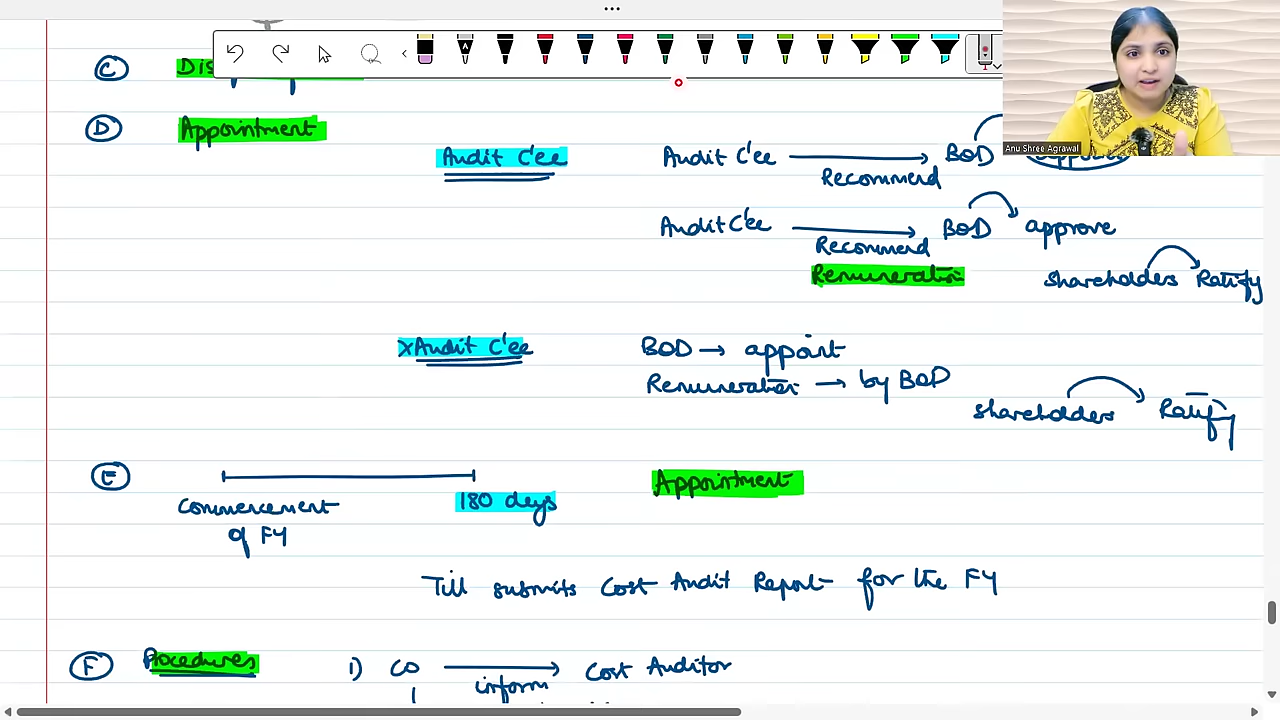 Anu Shree Agrawal
C Dis
D Appointment
Audit C'ee Audit C'ee → BOD
Recommend
Audit C'ee → BOD approve
Recommend
Remuneration Shareholders Ratify
XAudit C'ee BOD → appoint
Remuneration → by BOD
Shareholders Ratify
E Appointment
Commencement of FY 180 days
Till submits Cost Audit Report for the FY
F Procedures 1) CO → Cost Auditor
inform